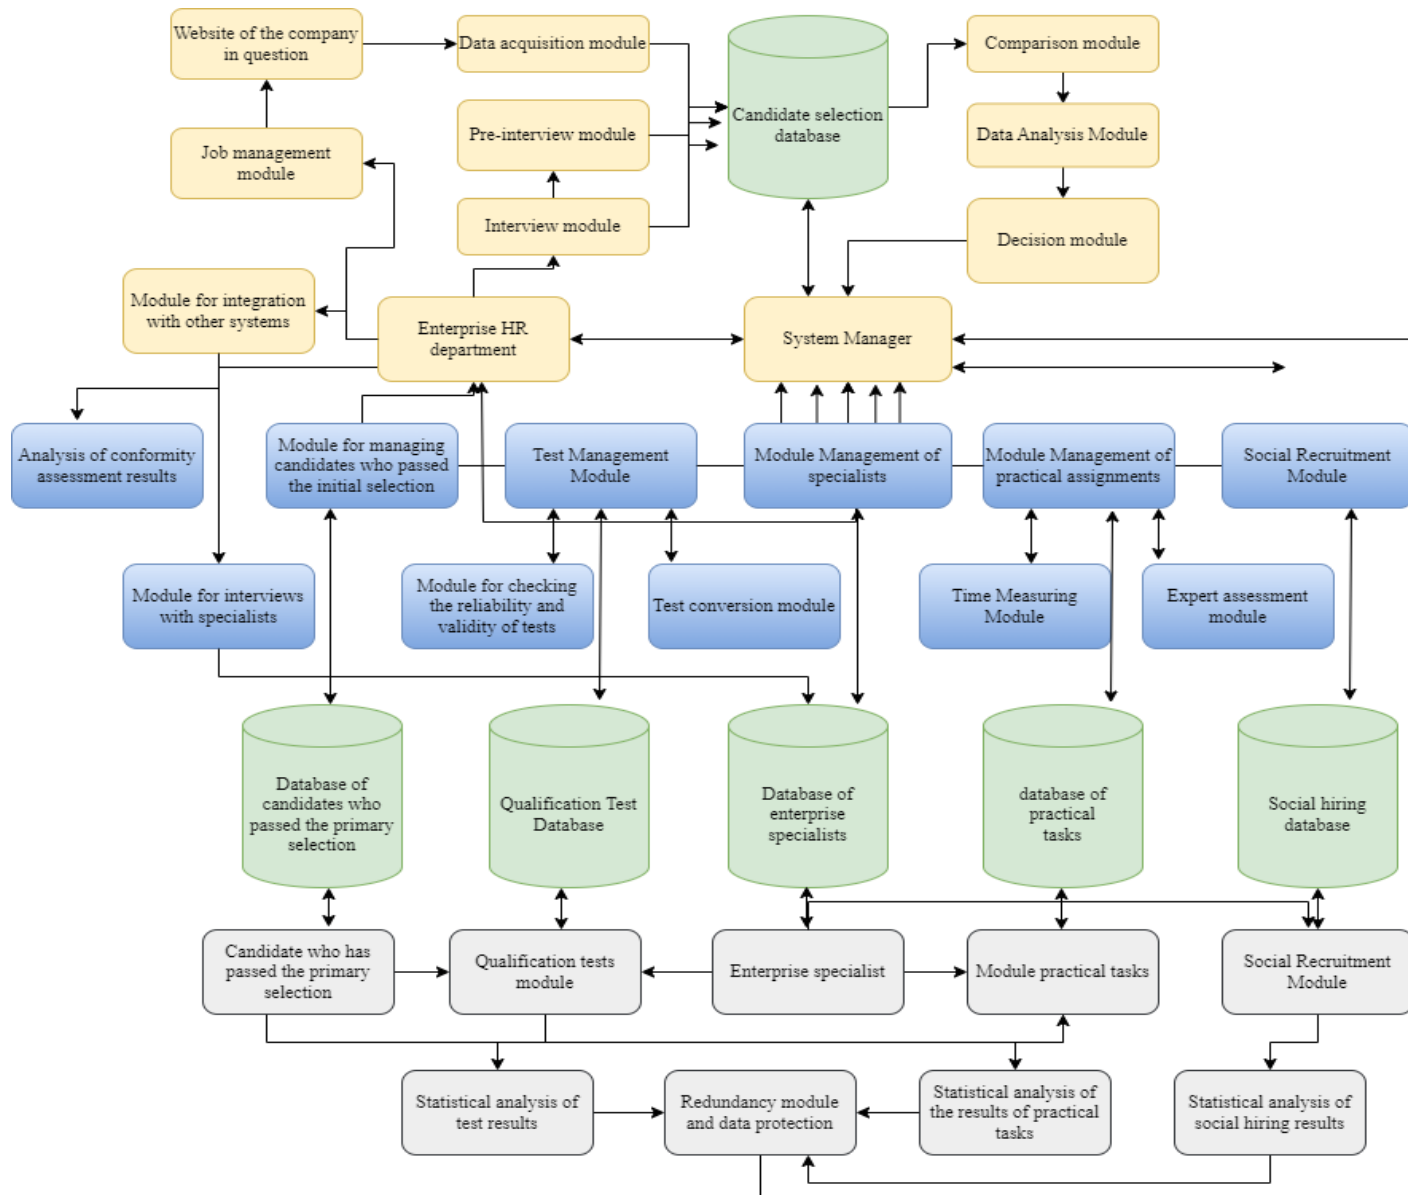 Website of the company
in question
Data acquisition module
Comparison module
Candidate selection
database
Pre-interview module
Data Analysis Module
Job management
module
Interview module
Decision module
Module for integration
with other systems
Enterprise HR
department
System Manager
Analysis of conformity
assessment results
Module for managing
candidates who passed
the initial selection
Test Management
Module
Module Management of
specialists
Module Management of
practical assignments
Social Recruitment
Module
Module for interviews
with specialists
Module for checking
the reliability and
validity of tests
Test conversion module
Time Measuring
Module
Expert assessment
module
Database of
candidates who
passed the primary
selection
Qualification Test
Database
Database of
enterprise
specialists
database of
practical
tasks
Social hiring
database
Candidate who has
passed the primary
selection
Qualification tests
module
Enterprise specialist
Module practical tasks
Social Recruitment
Module
Statistical analysis of
test results
Redundancy module
and data protection
Statistical analysis of
the results of practical
tasks
Statistical analysis of
social hiring results